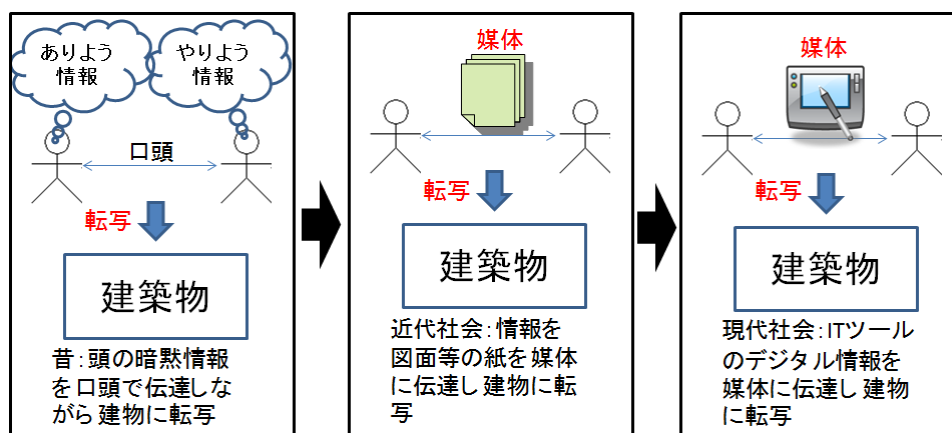 ありよう
情報
やりよう
情報
口頭
転写
建築物
昔：頭の暗黙情報
を口頭で伝達しな
がら建物に転写
媒体
転写
建築物
近代社会：情報を
図面等の紙を媒体
に伝達し建物に転
写
媒体
転写
建築物
現代社会：ITツール
のデジタル情報を
媒体に伝達し建物
に転写